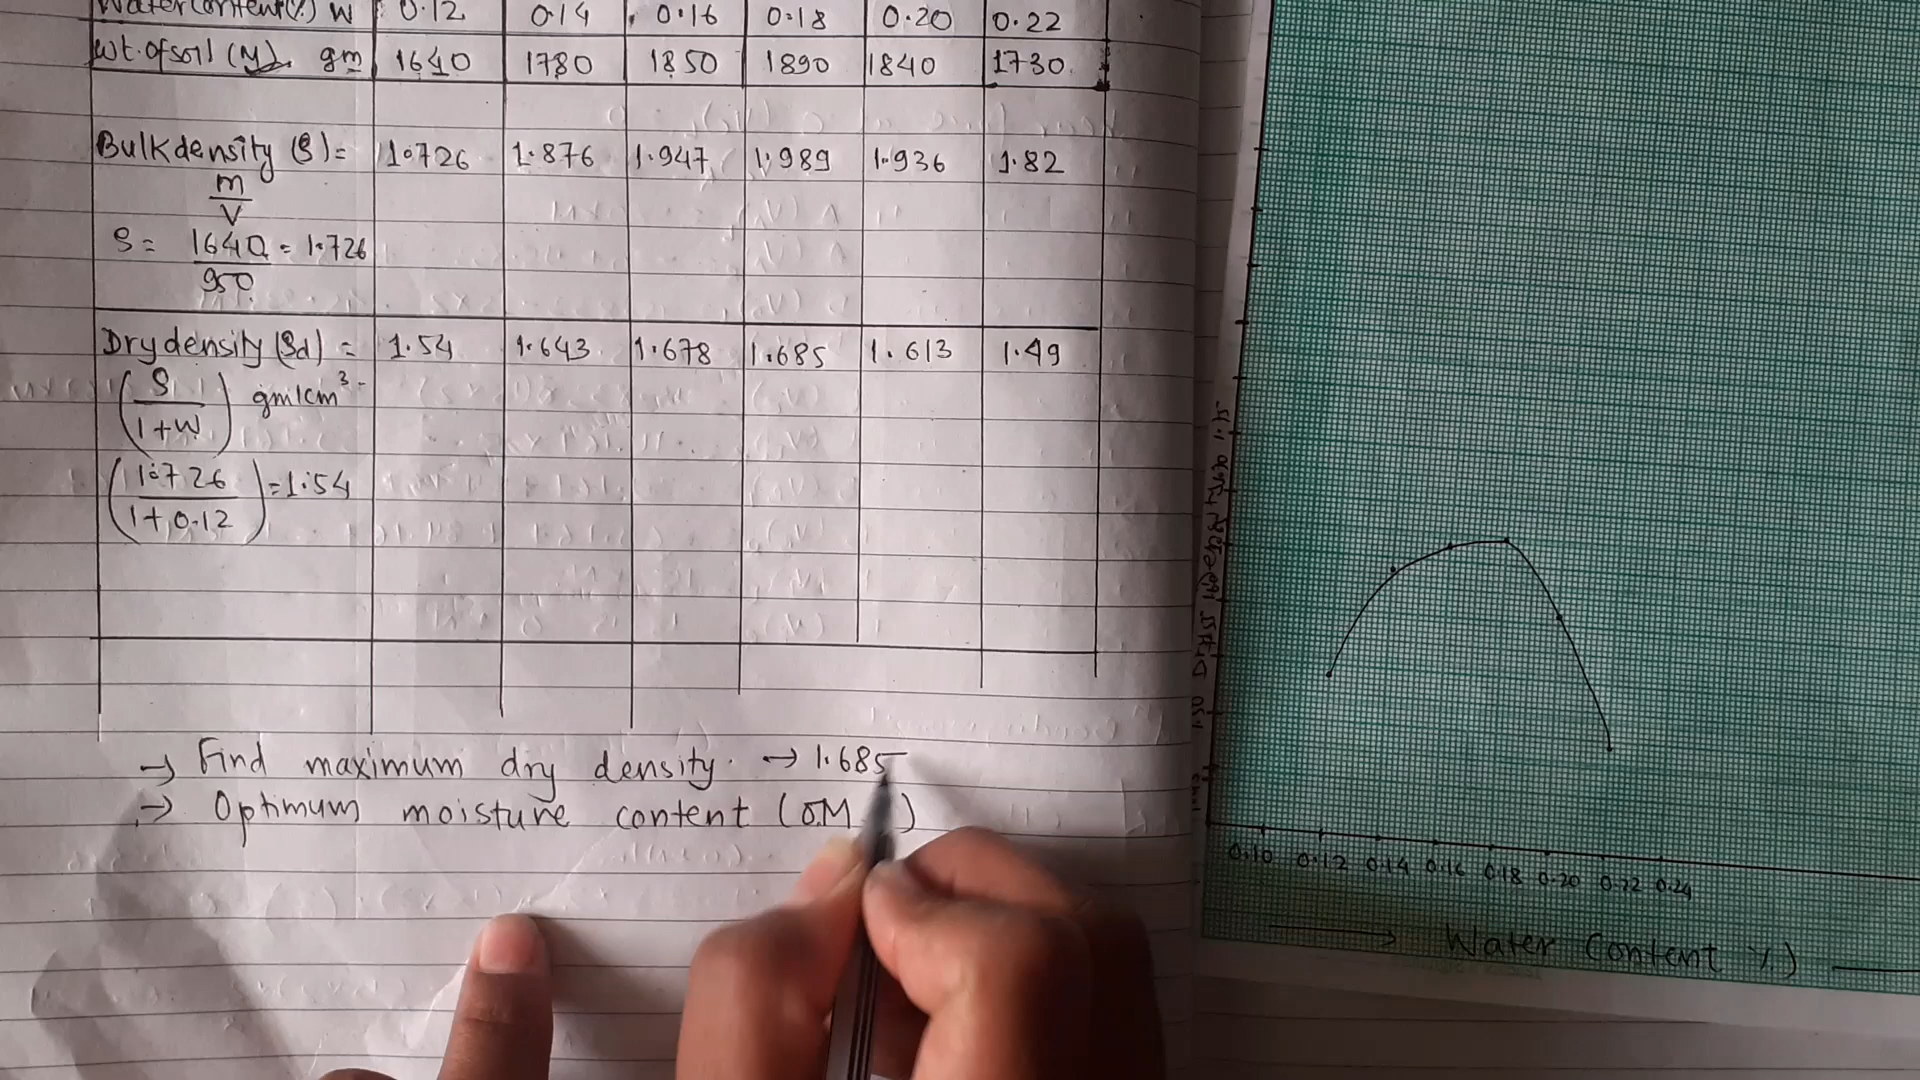 Water Content (%) W 0.12 0.14 0.16 0.18 0.20 0.22
Wt. of soil (M) gm 1640 1780 1850 1890 1840 1730
Bulk density (ρ) = 1.726 1.876 1.947 1.989 1.936 1.82
m/V
ρ = 1640/950 = 1.726
Dry density (ρd) = 1.54 1.643 1.678 1.685 1.613 1.49
(ρ/1+W) gm/cm³
(1.726/1+0.12) = 1.54
→ Find maximum dry density. → 1.685
→ Optimum moisture content (O.M )
1.75
1.50
0.10 0.12 0.14 0.16 0.18 0.20 0.22 0.24
Water Content %)